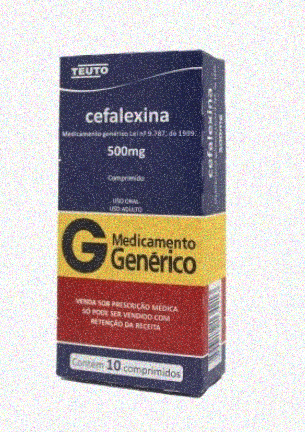 TEUTO
cefalexina
Medicamento genérico Lei nº 9.787, de 1999.
500mg
Comprimido
USO ORAL
USO ADULTO
G Medicamento
Genérico
VENDA SOB PRESCRIÇÃO MÉDICA
SÓ PODE SER VENDIDO COM
RETENÇÃO DA RECEITA
Contém 10 comprimidos
cefalexina
500mg